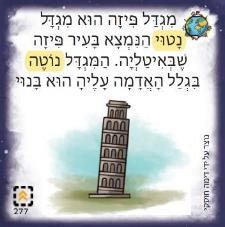 מִגְדַּל פִּיזָה הוּא מִגְדָּל
נָטוּי הַנִּמְצָא בָּעִיר פִּיזָה
שֶׁבְּאִיטַלְיָה. הַמִּגְדָּל נוֹטֶה
בִּגְלַל הָאֲדָמָה עָלֶיהָ הוּא בָּנוּי
277